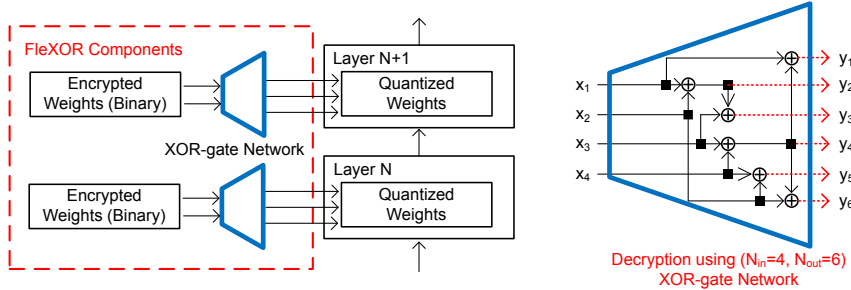 FleXOR Components
Encrypted
Weights (Binary)
XOR-gate Network
Encrypted
Weights (Binary)
Layer N+1
Quantized
Weights
Layer N
Quantized
Weights
x1
x2
x3
x4
y1
y2
y3
y4
y5
y6
Decryption using (Nin=4, Nout=6)
XOR-gate Network